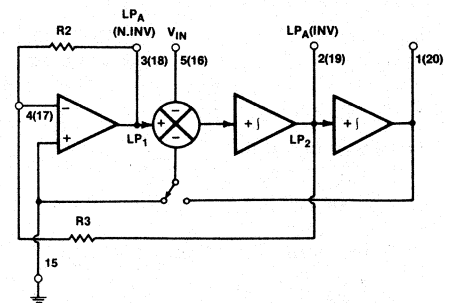 R2
LPA
(N.INV)
3(18)
VIN
5(16)
LPA(INV)
2(19)
1(20)
4(17)
−
+
LP1
+
−
−
+ ∫
LP2
+ ∫
R3
15